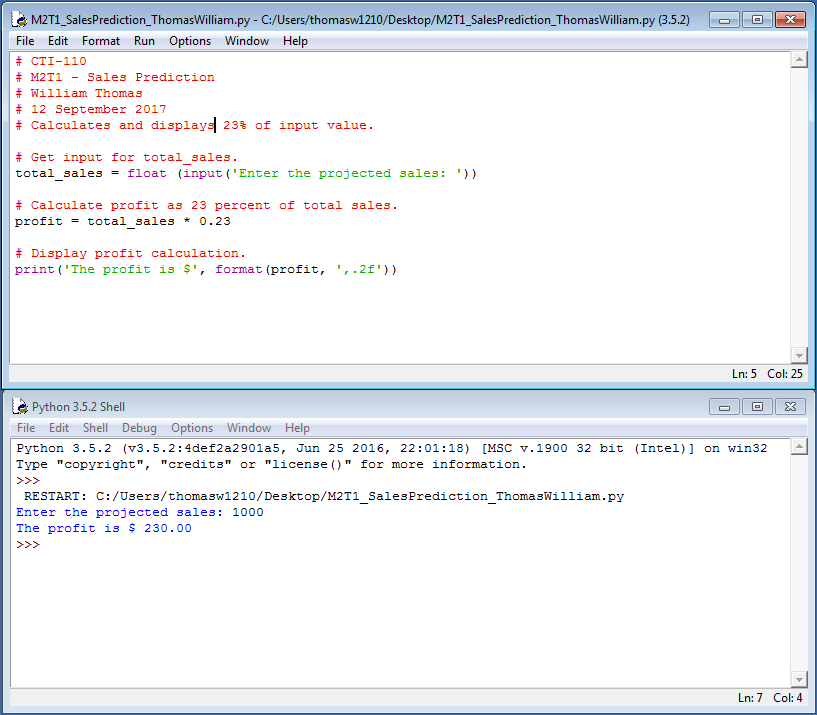 M2T1_SalesPrediction_ThomasWilliam.py - C:/Users/thomasw1210/Desktop/M2T1_SalesPrediction_ThomasWilliam.py (3.5.2)
File Edit Format Run Options Window Help
# CTI-110
# M2T1 - Sales Prediction
# William Thomas
# 12 September 2017
# Calculates and displays 23% of input value.
# Get input for total_sales.
total_sales = float (input('Enter the projected sales: '))
# Calculate profit as 23 percent of total sales.
profit = total_sales * 0.23
# Display profit calculation.
print('The profit is $', format(profit, ',.2f'))
Ln: 5 Col: 25
Python 3.5.2 Shell
File Edit Shell Debug Options Window Help
Python 3.5.2 (v3.5.2:4def2a2901a5, Jun 25 2016, 22:01:18) [MSC v.1900 32 bit (Intel)] on win32
Type "copyright", "credits" or "license()" for more information.
>>>
RESTART: C:/Users/thomasw1210/Desktop/M2T1_SalesPrediction_ThomasWilliam.py
Enter the projected sales: 1000
The profit is $ 230.00
>>>
Ln: 7 Col: 4